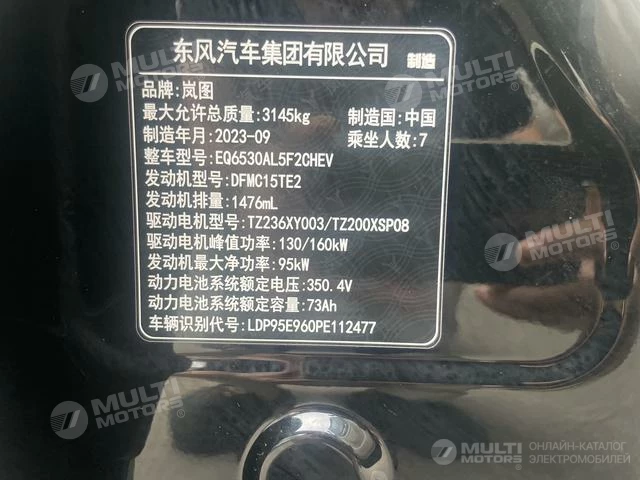 东风汽车集团有限公司 制造
品牌:岚图
最大允许总质量:3145kg 制造国:中国
制造年月:2023-09 乘坐人数:7
整车型号:EQ6530AL5F2CHEV
发动机型号:DFMC15TE2
发动机排量:1476mL
驱动电机型号:TZ236XY003/TZ200XSP08
驱动电机峰值功率:130/160kW
发动机最大净功率:95kW
动力电池系统额定电压:350.4V
动力电池系统额定容量:73Ah
车辆识别代号:LDP95E960PE112477
MULTI MOTORS
MULTI MOTORS
MULTI MOTORS
MULTI MOTORS
MULTI MOTORS
MULTI MOTORS ОНЛАЙН-КАТАЛОГ
ЭЛЕКТРОМОБИЛЕЙ